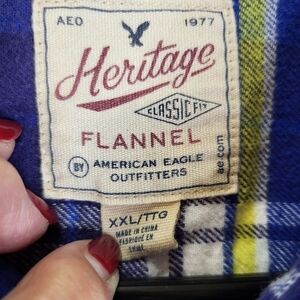 AEO 1977
Heritage
CLASSIC FIT
FLANNEL
BY AMERICAN EAGLE
OUTFITTERS
ae.com
XXL/TTG
MADE IN CHINA
FABRIQUÉ EN